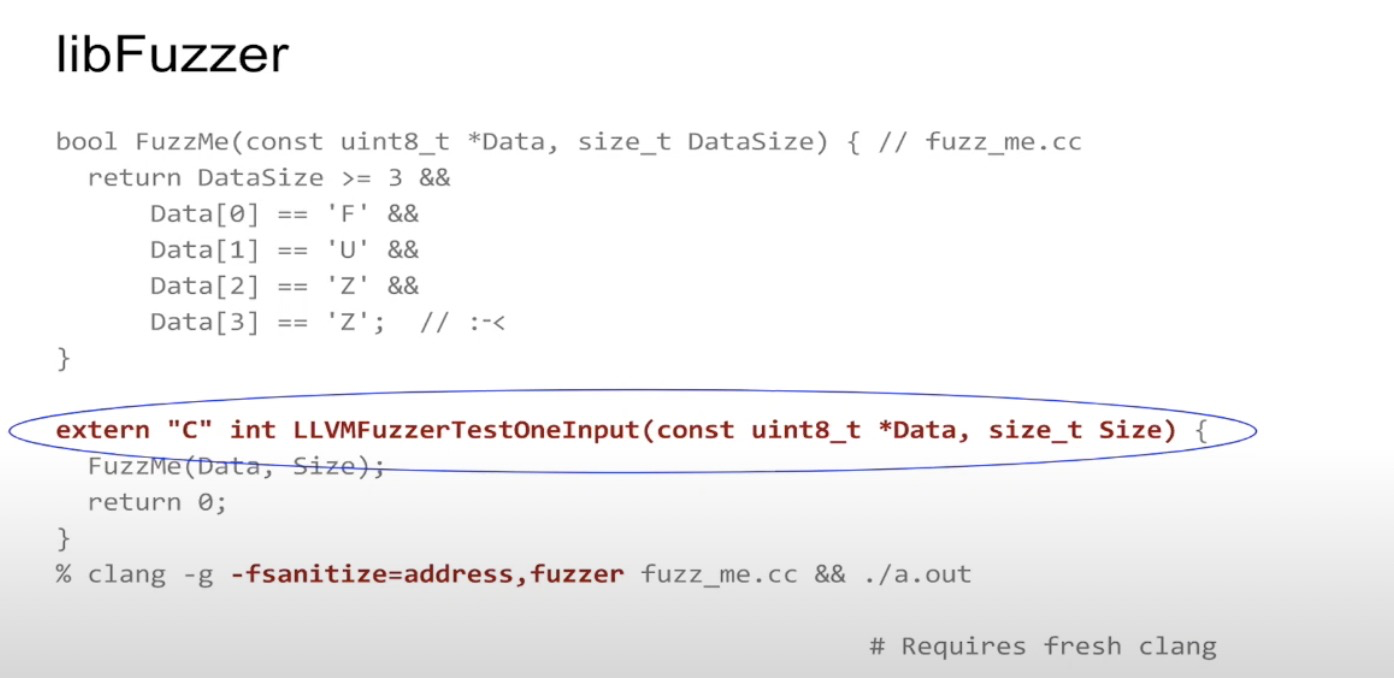 libFuzzer
bool FuzzMe(const uint8_t *Data, size_t DataSize) { // fuzz_me.cc
  return DataSize >= 3 &&
      Data[0] == 'F' &&
      Data[1] == 'U' &&
      Data[2] == 'Z' &&
      Data[3] == 'Z';  // :-<
}
extern "C" int LLVMFuzzerTestOneInput(const uint8_t *Data, size_t Size) {
  FuzzMe(Data, Size);
  return 0;
}
% clang -g -fsanitize=address,fuzzer fuzz_me.cc && ./a.out
# Requires fresh clang